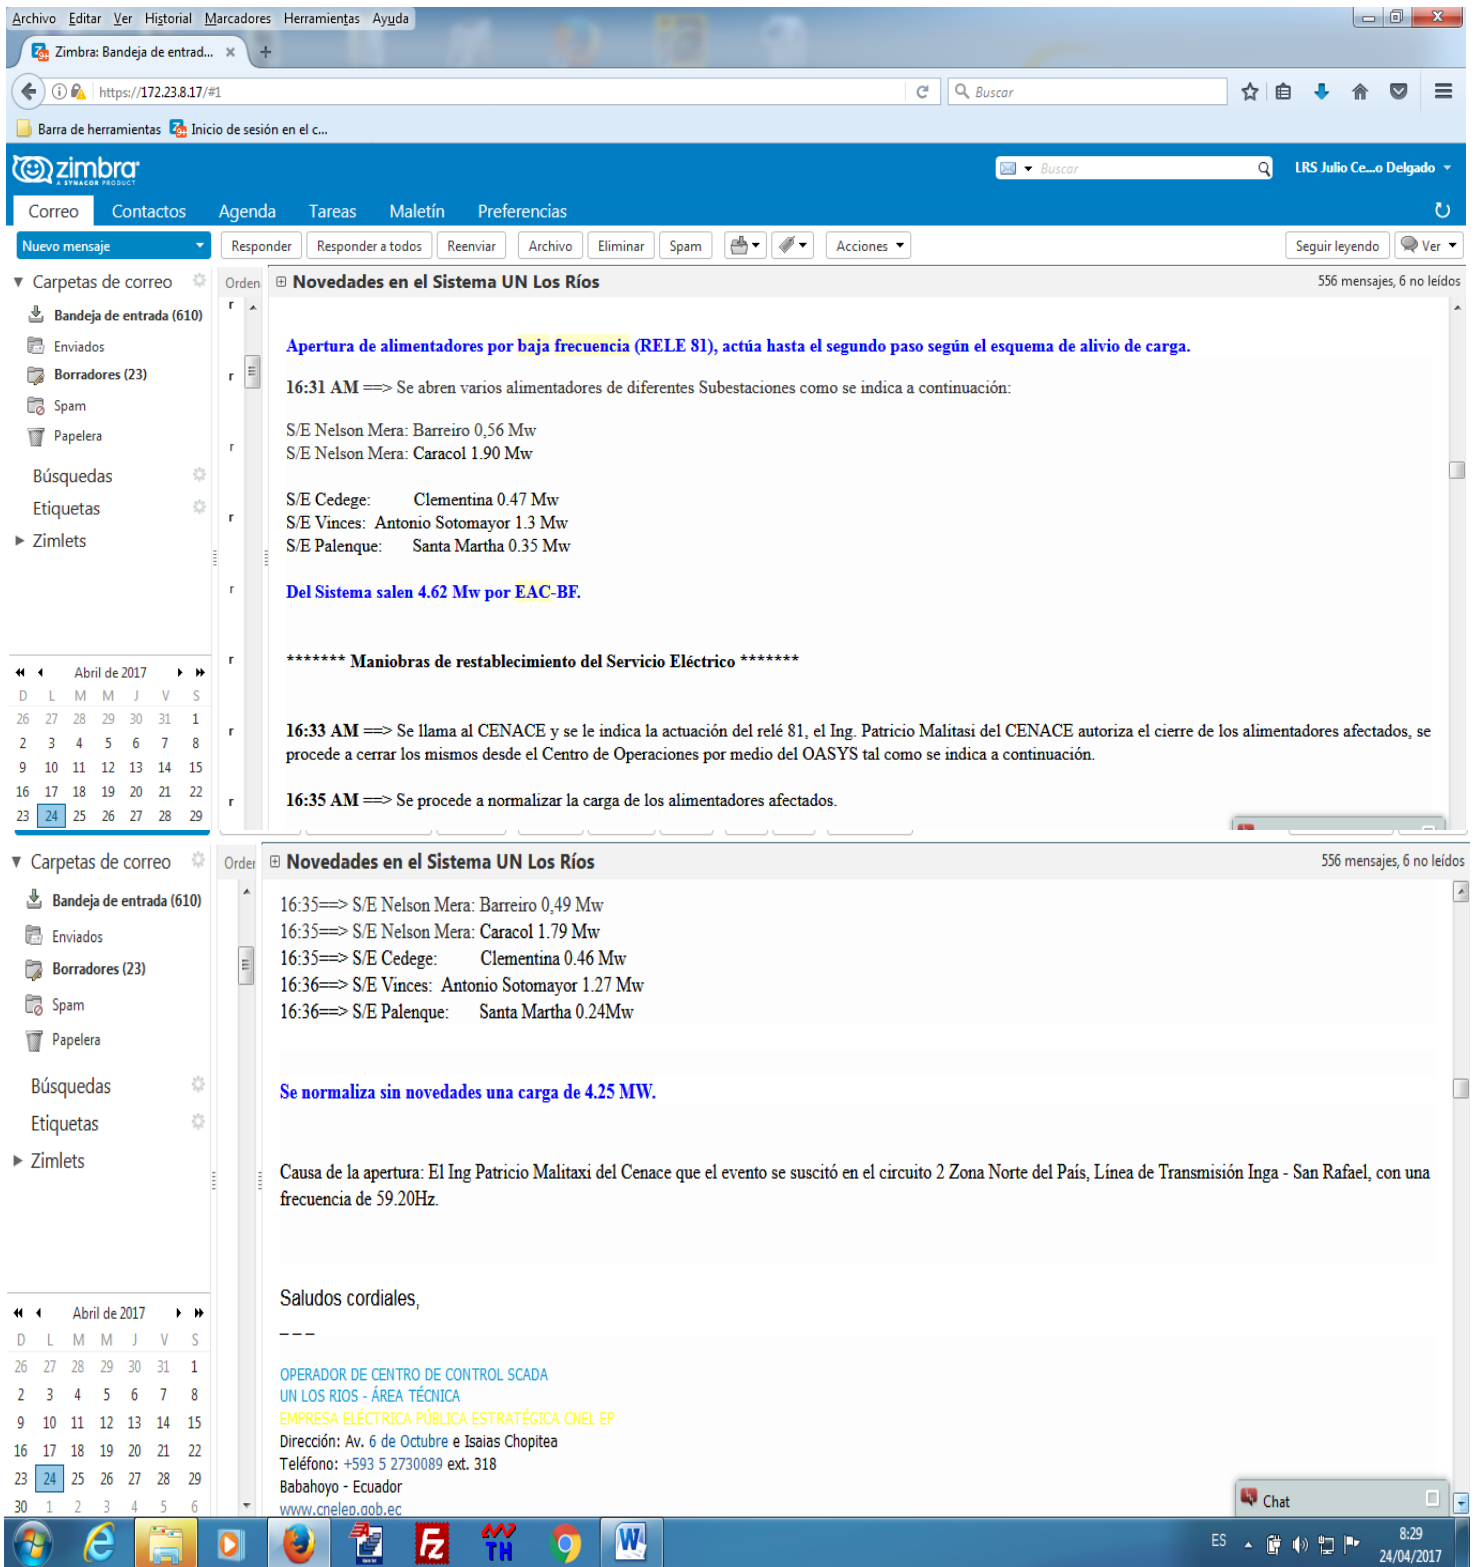 Archivo Editar Ver Historial Marcadores Herramientas Ayuda
Zimbra: Bandeja de entrad... × +
https://172.23.8.17/#1
Buscar
Barra de herramientas Inicio de sesión en el c...
zimbra
A SYNACOR PRODUCT
Buscar
LRS Julio Ce...o Delgado
Correo Contactos Agenda Tareas Maletín Preferencias
Nuevo mensaje Responder Responder a todos Reenviar Archivo Eliminar Spam Acciones Seguir leyendo Ver
Carpetas de correo
Bandeja de entrada (610)
Enviados
Borradores (23)
Spam
Papelera
Búsquedas
Etiquetas
Zimlets
Orden
Novedades en el Sistema UN Los Ríos
556 mensajes, 6 no leídos
Apertura de alimentadores por baja frecuencia (RELE 81), actúa hasta el segundo paso según el esquema de alivio de carga.
16:31 AM ==> Se abren varios alimentadores de diferentes Subestaciones como se indica a continuación:
S/E Nelson Mera: Barreiro 0,56 Mw
S/E Nelson Mera: Caracol 1.90 Mw
S/E Cedege: Clementina 0.47 Mw
S/E Vinces: Antonio Sotomayor 1.3 Mw
S/E Palenque: Santa Martha 0.35 Mw
Del Sistema salen 4.62 Mw por EAC-BF.
******* Maniobras de restablecimiento del Servicio Eléctrico *******
16:33 AM ==> Se llama al CENACE y se le indica la actuación del relé 81, el Ing. Patricio Malitasi del CENACE autoriza el cierre de los alimentadores afectados, se
procede a cerrar los mismos desde el Centro de Operaciones por medio del OASYS tal como se indica a continuación.
16:35 AM ==> Se procede a normalizar la carga de los alimentadores afectados.
Abril de 2017
D L M M J V S
26 27 28 29 30 31 1
2 3 4 5 6 7 8
9 10 11 12 13 14 15
16 17 18 19 20 21 22
23 24 25 26 27 28 29
Carpetas de correo
Bandeja de entrada (610)
Enviados
Borradores (23)
Spam
Papelera
Búsquedas
Etiquetas
Zimlets
Order
Novedades en el Sistema UN Los Ríos
556 mensajes, 6 no leídos
16:35==> S/E Nelson Mera: Barreiro 0,49 Mw
16:35==> S/E Nelson Mera: Caracol 1.79 Mw
16:35==> S/E Cedege: Clementina 0.46 Mw
16:36==> S/E Vinces: Antonio Sotomayor 1.27 Mw
16:36==> S/E Palenque: Santa Martha 0.24Mw
Se normaliza sin novedades una carga de 4.25 MW.
Causa de la apertura: El Ing Patricio Malitaxi del Cenace que el evento se suscitó en el circuito 2 Zona Norte del País, Línea de Transmisión Inga - San Rafael, con una
frecuencia de 59.20Hz.
Saludos cordiales,
_ _ _
OPERADOR DE CENTRO DE CONTROL SCADA
UN LOS RIOS - ÁREA TÉCNICA
EMPRESA ELÉCTRICA PÚBLICA ESTRATÉGICA CNEL EP
Dirección: Av. 6 de Octubre e Isaias Chopitea
Teléfono: +593 5 2730089 ext. 318
Babahoyo - Ecuador
www.cnelep.gob.ec
Abril de 2017
D L M M J V S
26 27 28 29 30 31 1
2 3 4 5 6 7 8
9 10 11 12 13 14 15
16 17 18 19 20 21 22
23 24 25 26 27 28 29
30 1 2 3 4 5 6
Chat
TH
ES
8:29
24/04/2017